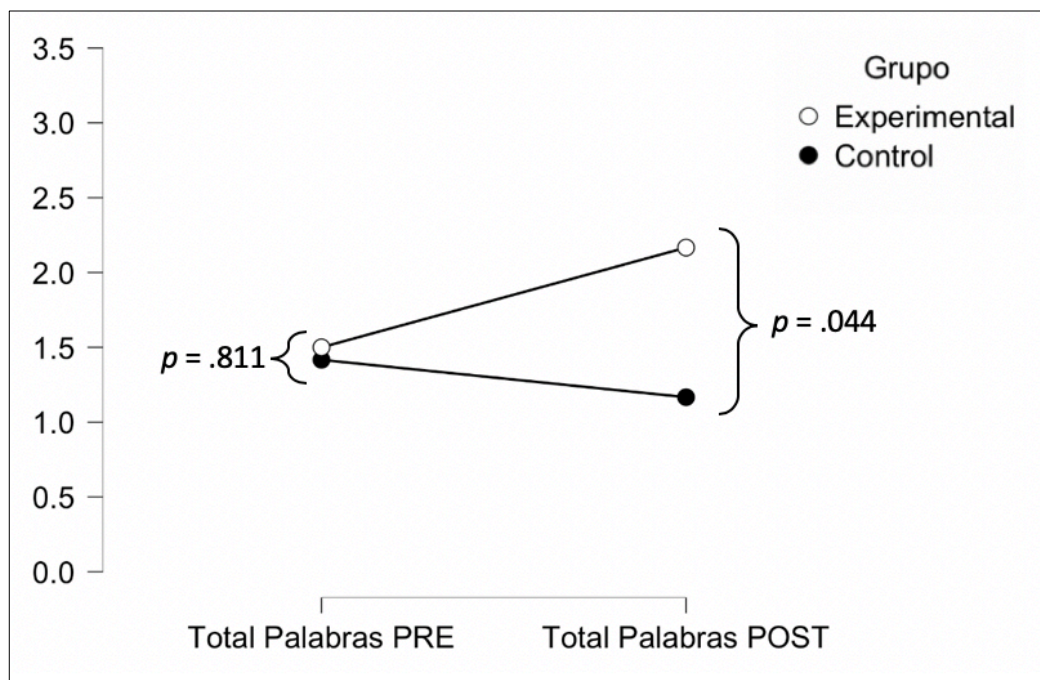 3.5
3.0
2.5
2.0
1.5
1.0
0.5
0.0
Grupo
Experimental
Control
p = .811
p = .044
Total Palabras PRE
Total Palabras POST